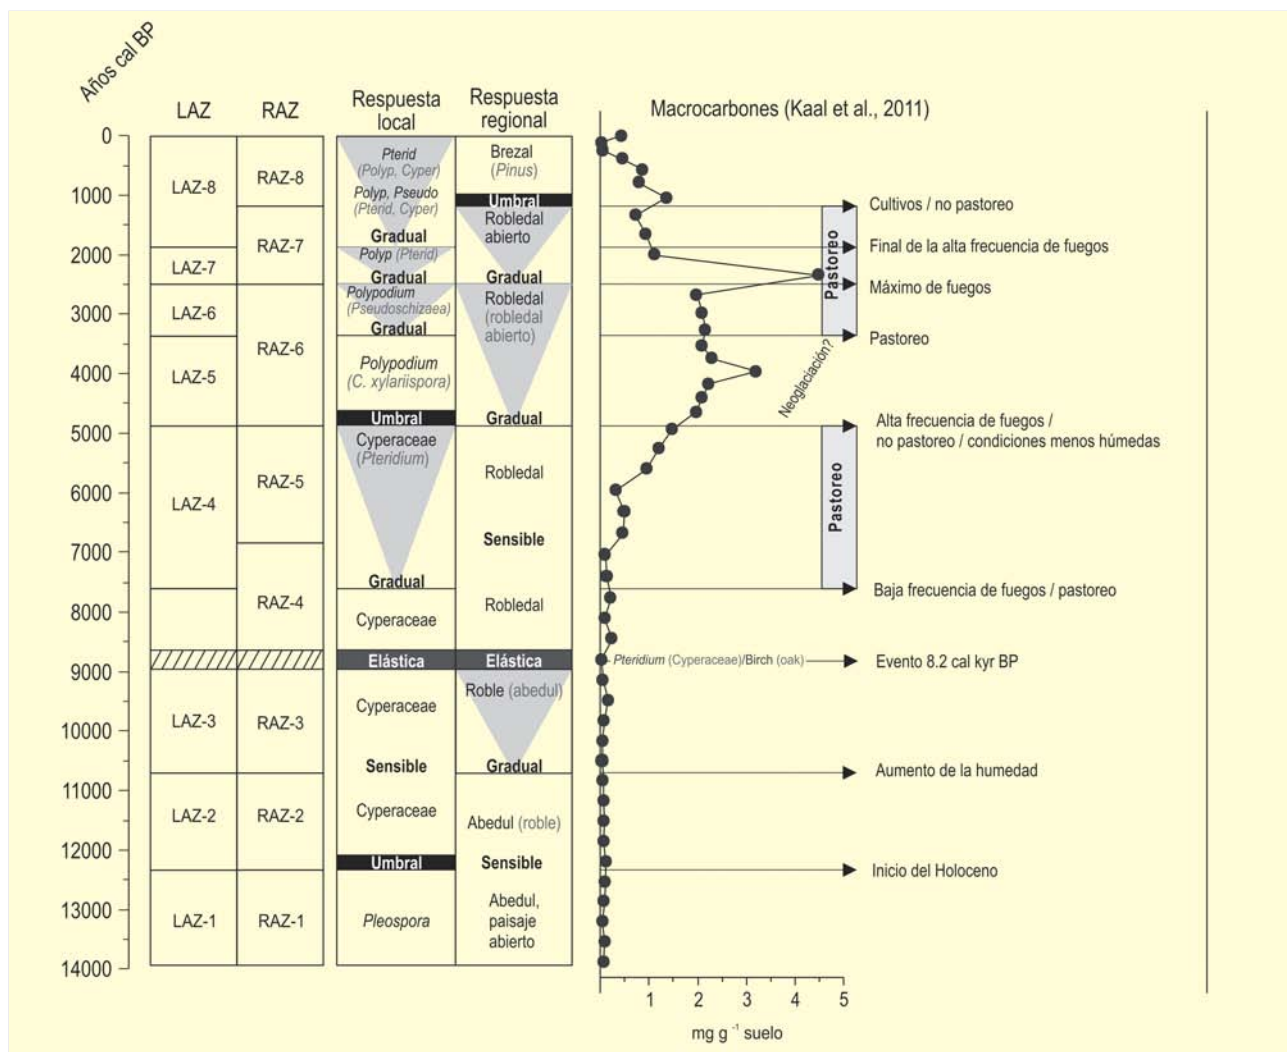 Años cal BP
LAZ
RAZ
Respuesta
local
Respuesta
regional
Macrocarbones (Kaal et al., 2011)
0
1000
2000
3000
4000
5000
6000
7000
8000
9000
10000
11000
12000
13000
14000
LAZ-8
LAZ-7
LAZ-6
LAZ-5
LAZ-4
LAZ-3
LAZ-2
LAZ-1
RAZ-8
RAZ-7
RAZ-6
RAZ-5
RAZ-4
RAZ-3
RAZ-2
RAZ-1
Pterid
(Polyp, Cyper)
Polyp, Pseudo
(Pterid, Cyper)
Gradual
Polyp (Pterid)
Gradual
Polypodium
(Pseudoschizaea)
Gradual
Polypodium
(C. xylariispora)
Umbral
Cyperaceae
(Pteridium)
Gradual
Cyperaceae
Elástica
Cyperaceae
Sensible
Cyperaceae
Umbral
Pleospora
Brezal
(Pinus)
Umbral
Robledal
abierto
Gradual
Robledal
(robledal
abierto)
Gradual
Robledal
Sensible
Robledal
Elástica
Roble (abedul)
Gradual
Abedul (roble)
Sensible
Abedul,
paisaje
abierto
Pastoreo
Neoglaciación?
Pastoreo
Pteridium (Cyperaceae)/Birch (oak)
Cultivos / no pastoreo
Final de la alta frecuencia de fuegos
Máximo de fuegos
Pastoreo
Alta frecuencia de fuegos /
no pastoreo / condiciones menos húmedas
Baja frecuencia de fuegos / pastoreo
Evento 8.2 cal kyr BP
Aumento de la humedad
Inicio del Holoceno
1 2 3 4 5
mg g -1 suelo